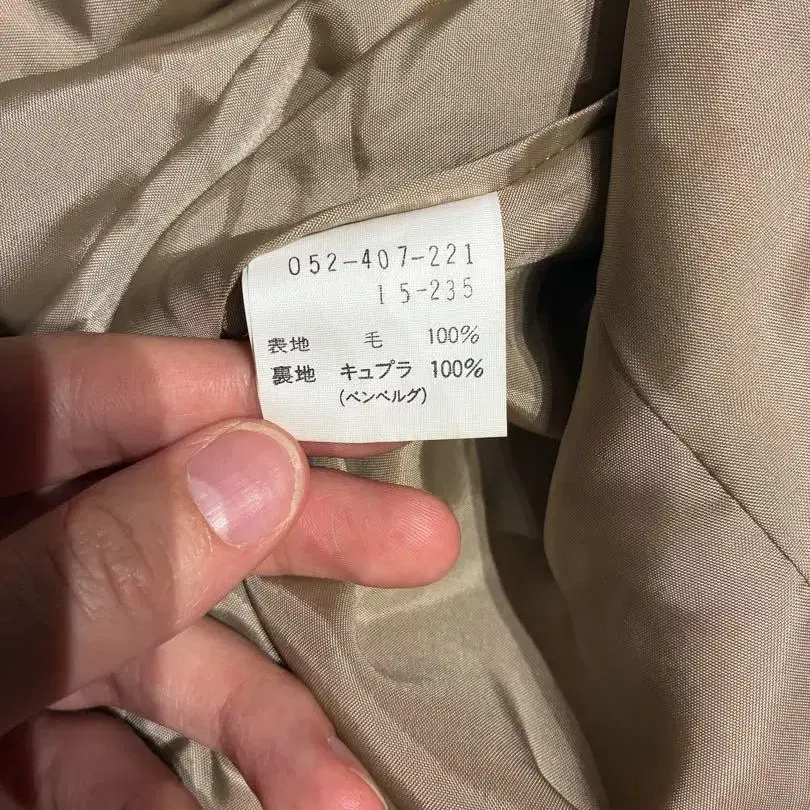 052-407-221
15-235
表地 毛 100%
裏地 キュプラ 100%
(ベンベルグ)